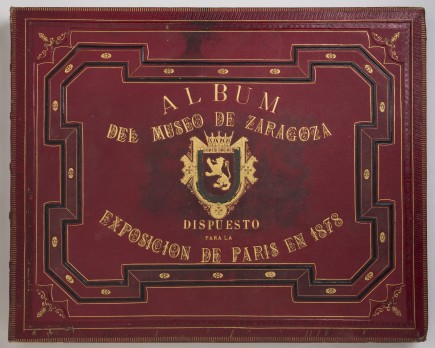 ALBUM
DEL MUSEO DE ZARAGOZA
DISPUESTO
PARA LA
EXPOSICION DE PARIS EN 1878